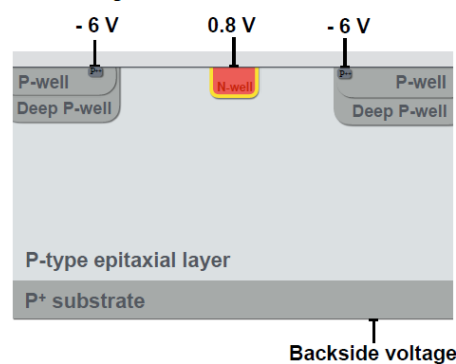 - 6 V
0.8 V
- 6 V
P++
P++
P-well
N-well
P-well
Deep P-well
Deep P-well
P-type epitaxial layer
P+ substrate
Backside voltage